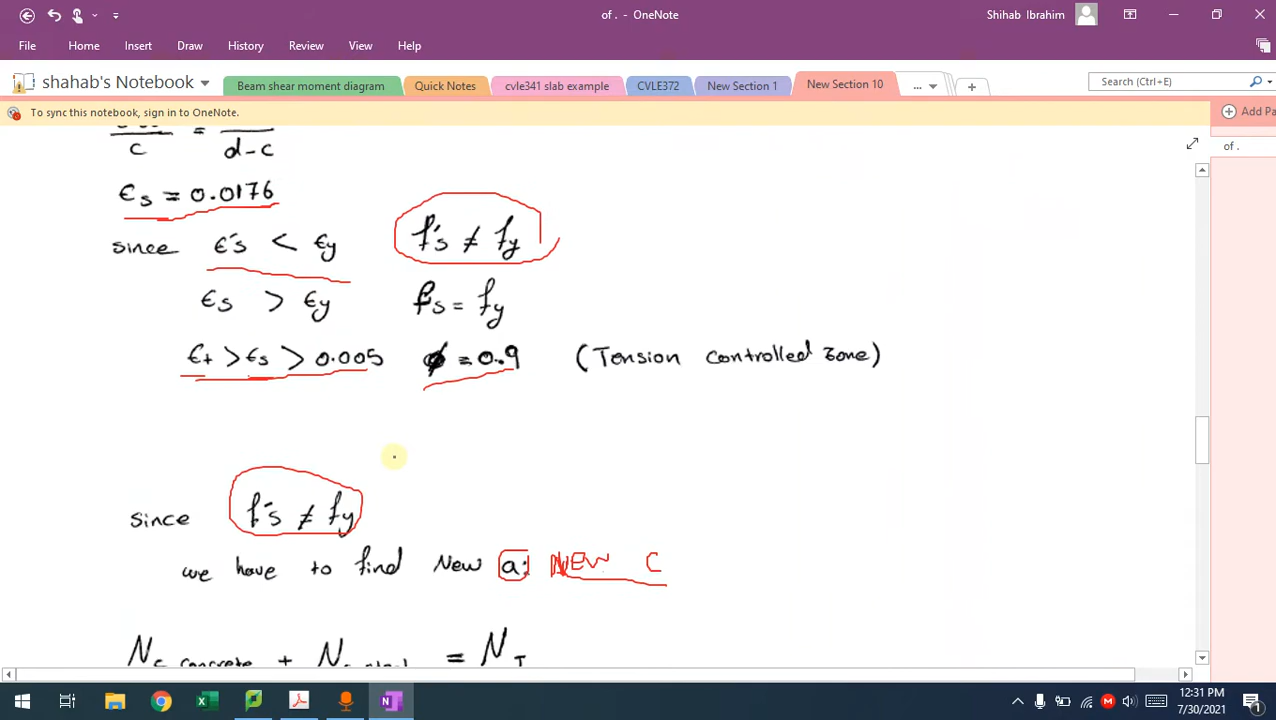 of . - OneNote
Shihab Ibrahim
File Home Insert Draw History Review View Help
shahab's Notebook
Beam shear moment diagram
Quick Notes
cvle341 slab example
CVLE372
New Section 1
New Section 10
...
Search (Ctrl+E)
To sync this notebook, sign in to OneNote.
Add Pa
of .
c = d-c
ϵs = 0.0176
since ϵ's < ϵy f's ≠ fy
ϵs > ϵy fs = fy
ϵt > ϵs > 0.005 ϕ = 0.9 (Tension controlled zone)
since f's ≠ fy
we have to find New a: NEW C
Nc concrete + N = NT
12:31 PM
7/30/2021